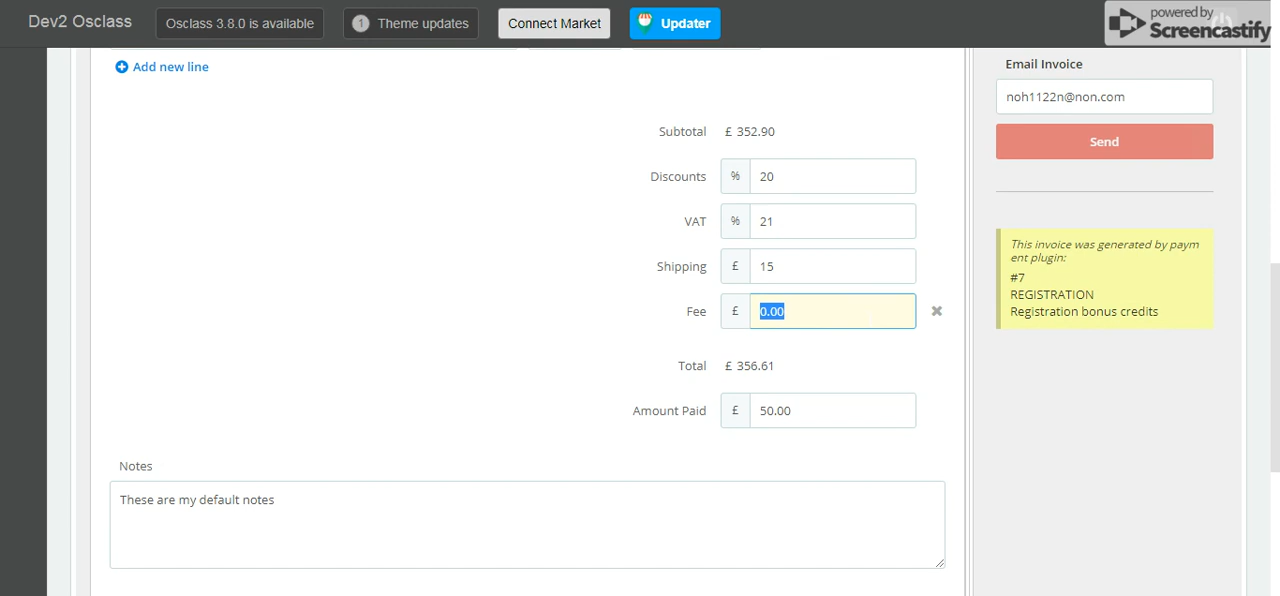 Dev2 Osclass
Osclass 3.8.0 is available
1 Theme updates
Connect Market
Updater
powered by
Screencastify
Add new line
Subtotal £ 352.90
Discounts % 20
VAT % 21
Shipping £ 15
Fee £ 0.00
Total £ 356.61
Amount Paid £ 50.00
Notes
These are my default notes
Email Invoice
noh1122n@non.com
Send
This invoice was generated by paym
ent plugin:
#7
REGISTRATION
Registration bonus credits